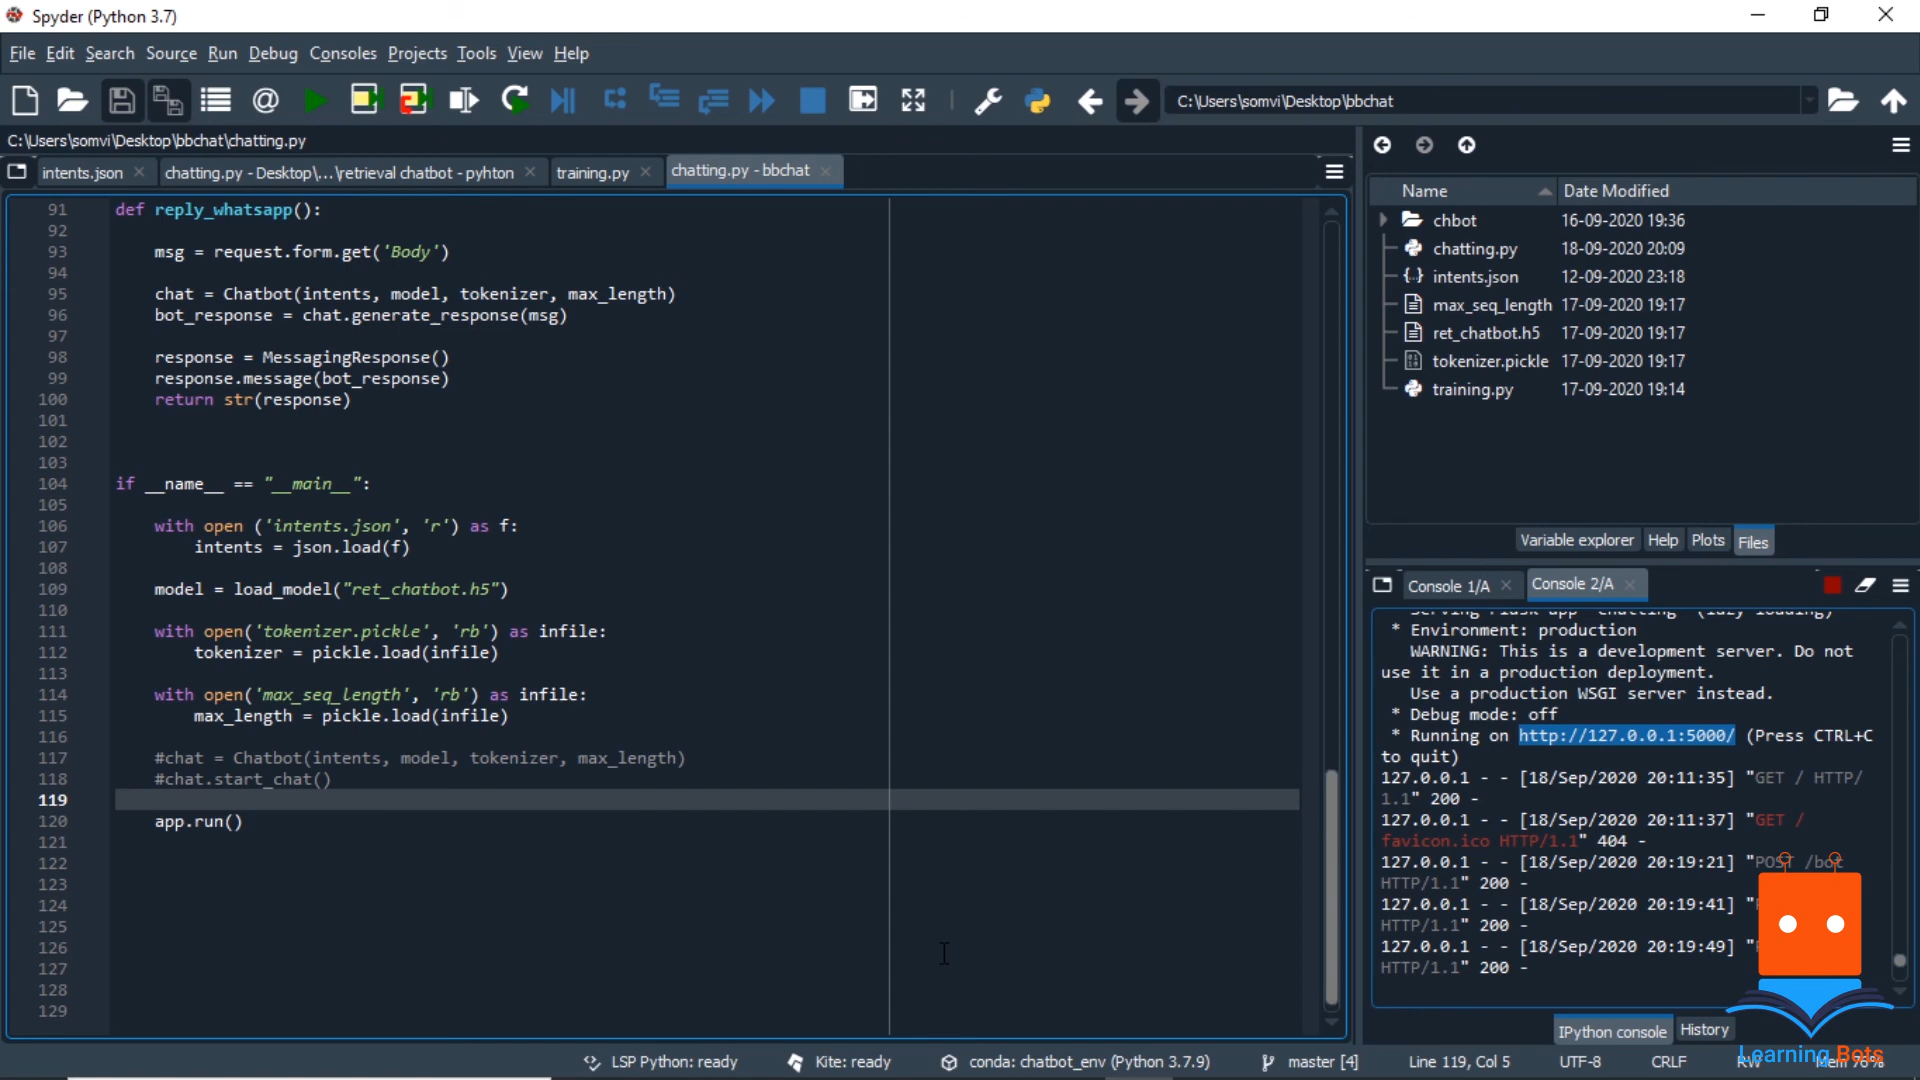 Spyder (Python 3.7)
File Edit Search Source Run Debug Consoles Projects Tools View Help
C:\Users\somvi\Desktop\bbchat
C:\Users\somvi\Desktop\bbchat\chatting.py
intents.json chatting.py - Desktop\...\retrieval chatbot - pyhton training.py chatting.py - bbchat
91 def reply_whatsapp():
92
93 msg = request.form.get('Body')
94
95 chat = Chatbot(intents, model, tokenizer, max_length)
96 bot_response = chat.generate_response(msg)
97
98 response = MessagingResponse()
99 response.message(bot_response)
100 return str(response)
101
102
103
104 if __name__ == "__main__":
105
106 with open ('intents.json', 'r') as f:
107 intents = json.load(f)
108
109 model = load_model("ret_chatbot.h5")
110
111 with open('tokenizer.pickle', 'rb') as infile:
112 tokenizer = pickle.load(infile)
113
114 with open('max_seq_length', 'rb') as infile:
115 max_length = pickle.load(infile)
116
117 #chat = Chatbot(intents, model, tokenizer, max_length)
118 #chat.start_chat()
119
120 app.run()
121
122
123
124
125
126
127
128
129
Name Date Modified
chbot 16-09-2020 19:36
chatting.py 18-09-2020 20:09
intents.json 12-09-2020 23:18
max_seq_length 17-09-2020 19:17
ret_chatbot.h5 17-09-2020 19:17
tokenizer.pickle 17-09-2020 19:17
training.py 17-09-2020 19:14
Variable explorer Help Plots Files
Console 1/A Console 2/A
* Environment: production
WARNING: This is a development server. Do not
use it in a production deployment.
Use a production WSGI server instead.
* Debug mode: off
* Running on http://127.0.0.1:5000/ (Press CTRL+C
to quit)
127.0.0.1 - - [18/Sep/2020 20:11:35] "GET / HTTP/
1.1" 200 -
127.0.0.1 - - [18/Sep/2020 20:11:37] "GET /
favicon.ico HTTP/1.1" 404 -
127.0.0.1 - - [18/Sep/2020 20:19:21] "POST /bot
HTTP/1.1" 200 -
127.0.0.1 - - [18/Sep/2020 20:19:41] "
HTTP/1.1" 200 -
127.0.0.1 - - [18/Sep/2020 20:19:49] "
HTTP/1.1" 200 -
IPython console History
LSP Python: ready Kite: ready conda: chatbot_env (Python 3.7.9) master [4] Line 119, Col 5 UTF-8 CRLF RW Mem 76%
Learning Bots